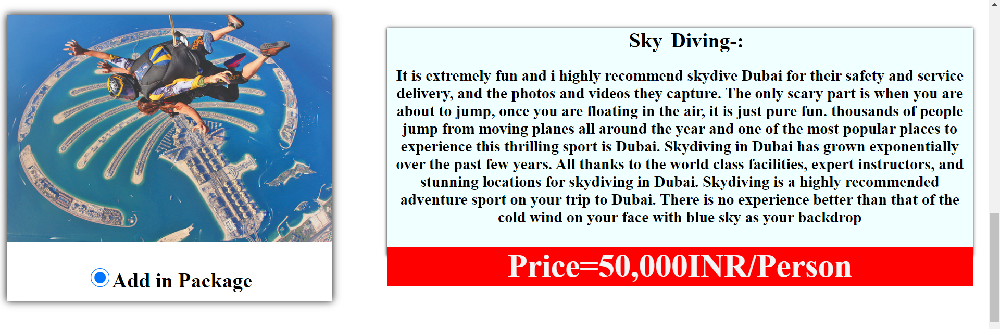 Sky Diving-:
It is extremely fun and i highly recommend skydive Dubai for their safety and service
delivery, and the photos and videos they capture. The only scary part is when you are
about to jump, once you are floating in the air, it is just pure fun. thousands of people
jump from moving planes all around the year and one of the most popular places to
experience this thrilling sport is Dubai. Skydiving in Dubai has grown exponentially
over the past few years. All thanks to the world class facilities, expert instructors, and
stunning locations for skydiving in Dubai. Skydiving is a highly recommended
adventure sport on your trip to Dubai. There is no experience better than that of the
cold wind on your face with blue sky as your backdrop
Price=50,000INR/Person
Add in Package